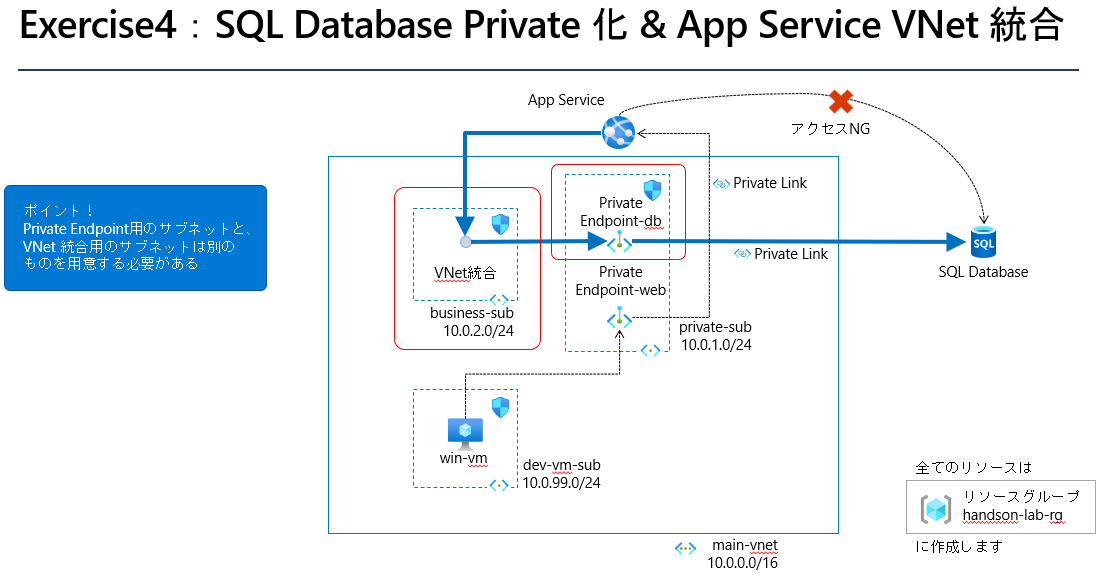 Exercise4：SQL Database Private 化 & App Service VNet 統合
App Service
アクセスNG
ポイント！
Private Endpoint用のサブネットと、
VNet 統合用のサブネットは別の
ものを用意する必要がある
Private
Endpoint-db
Private Link
VNet統合
Private Link
SQL
SQL Database
Private
Endpoint-web
business-sub
10.0.2.0/24
private-sub
10.0.1.0/24
win-vm
dev-vm-sub
10.0.99.0/24
全てのリソースは
リソースグループ
handson-lab-rg
に作成します
main-vnet
10.0.0.0/16